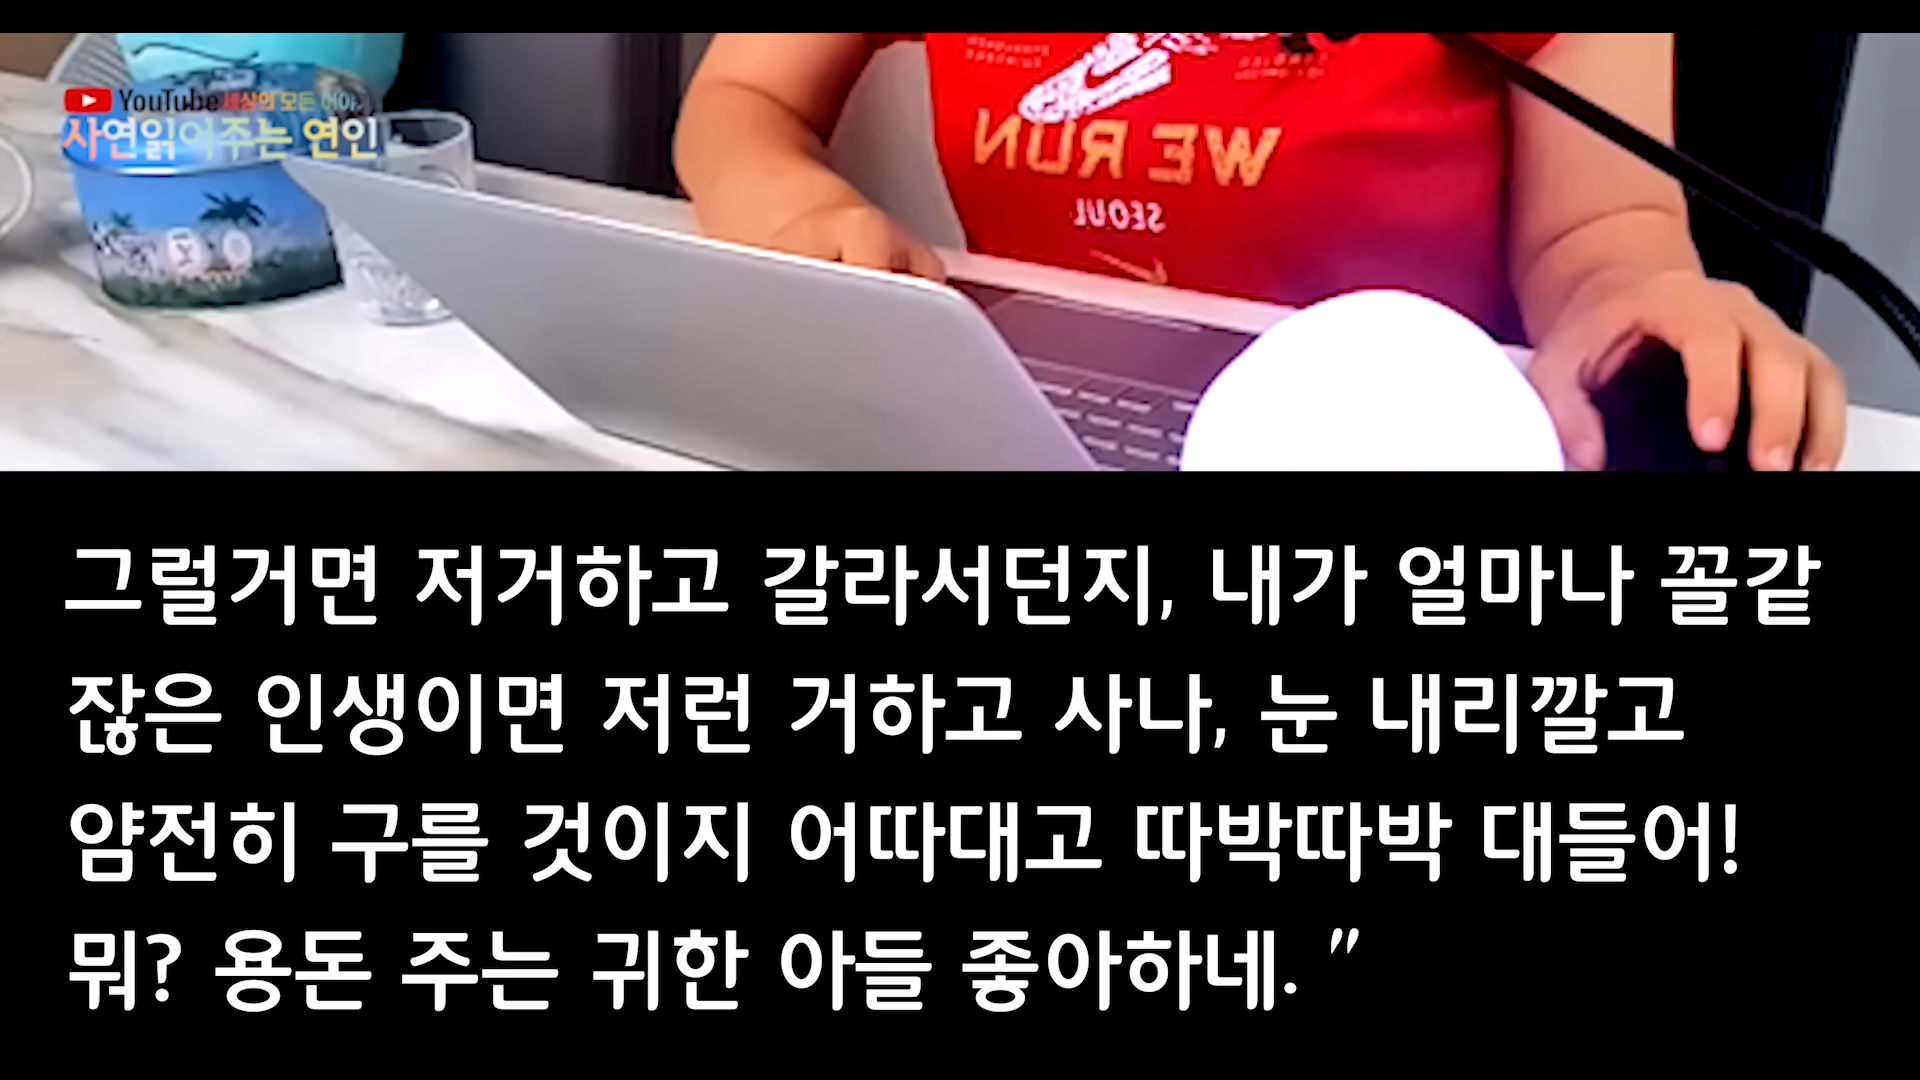 YouTube 세상의 모든 이야기
사연읽어주는 연인
WE RUN
SEOUL
그럴거면 저거하고 갈라서던지, 내가 얼마나 꼴같
잖은 인생이면 저런 거하고 사나, 눈 내리깔고
얌전히 구를 것이지 어따대고 따박따박 대들어!
뭐? 용돈 주는 귀한 아들 좋아하네. "